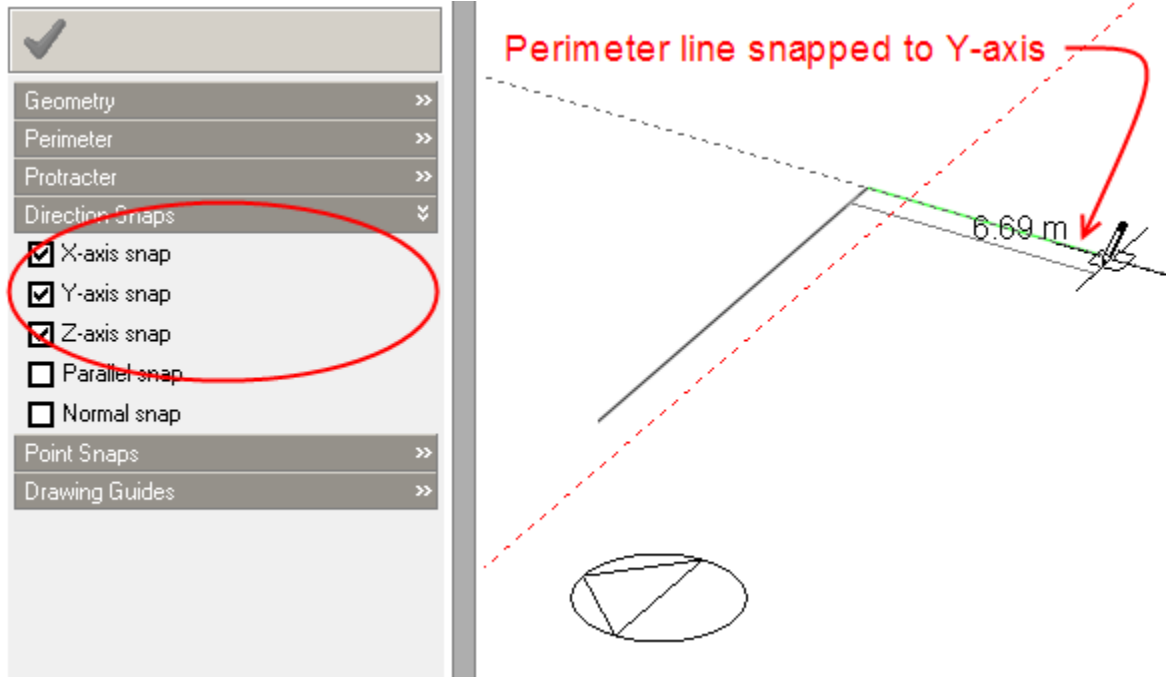 Geometry
Perimeter
Protracter
Direction Snaps
X-axis snap
Y-axis snap
Z-axis snap
Parallel snap
Normal snap
Point Snaps
Drawing Guides
Perimeter line snapped to Y-axis
6.69 m